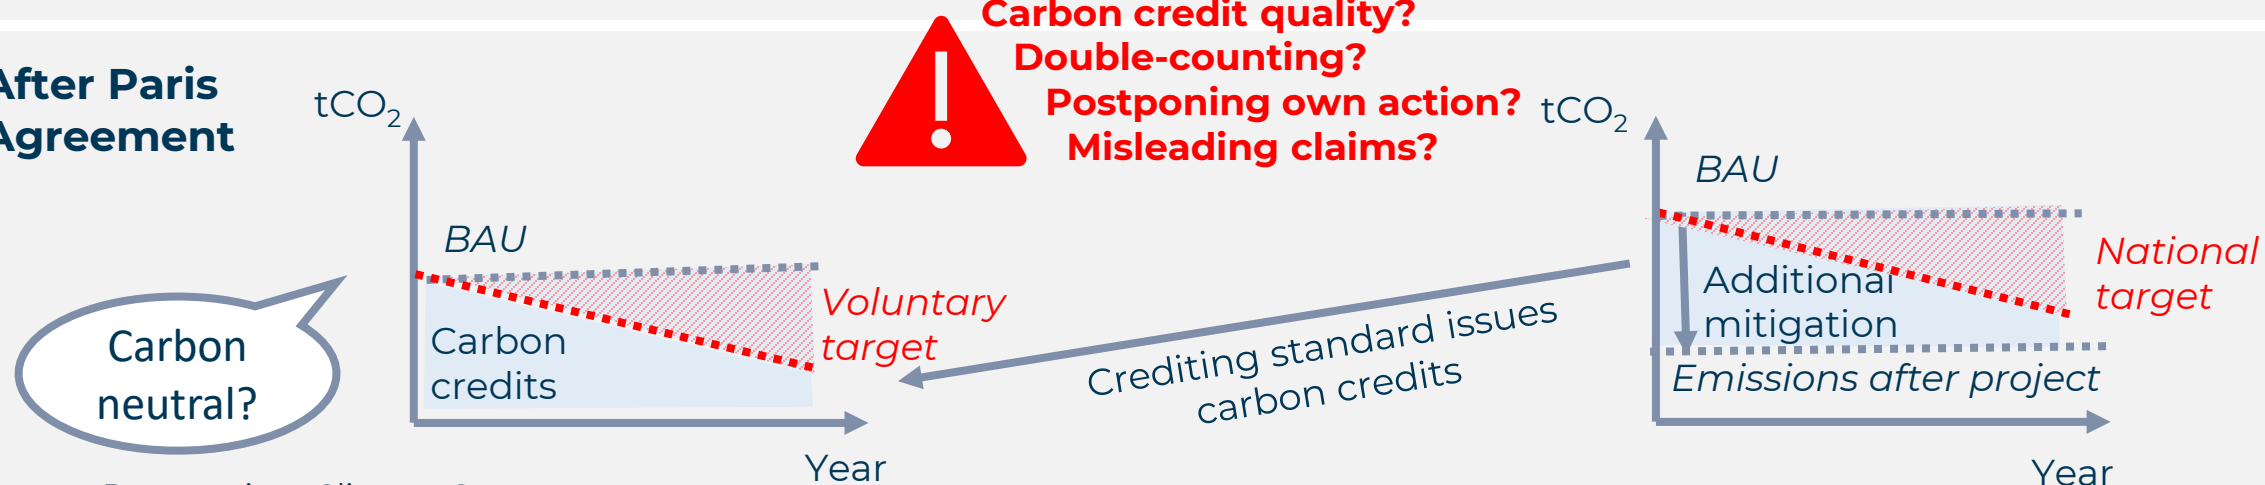 Carbon credit quality?
Double-counting?
Postponing own action?
Misleading claims?
After Paris
Agreement
tCO2
BAU
Carbon
neutral?
Carbon
credits
Voluntary
target
Year
Crediting standard issues
carbon credits
tCO2
BAU
Additional
mitigation
National
target
Emissions after project
Year